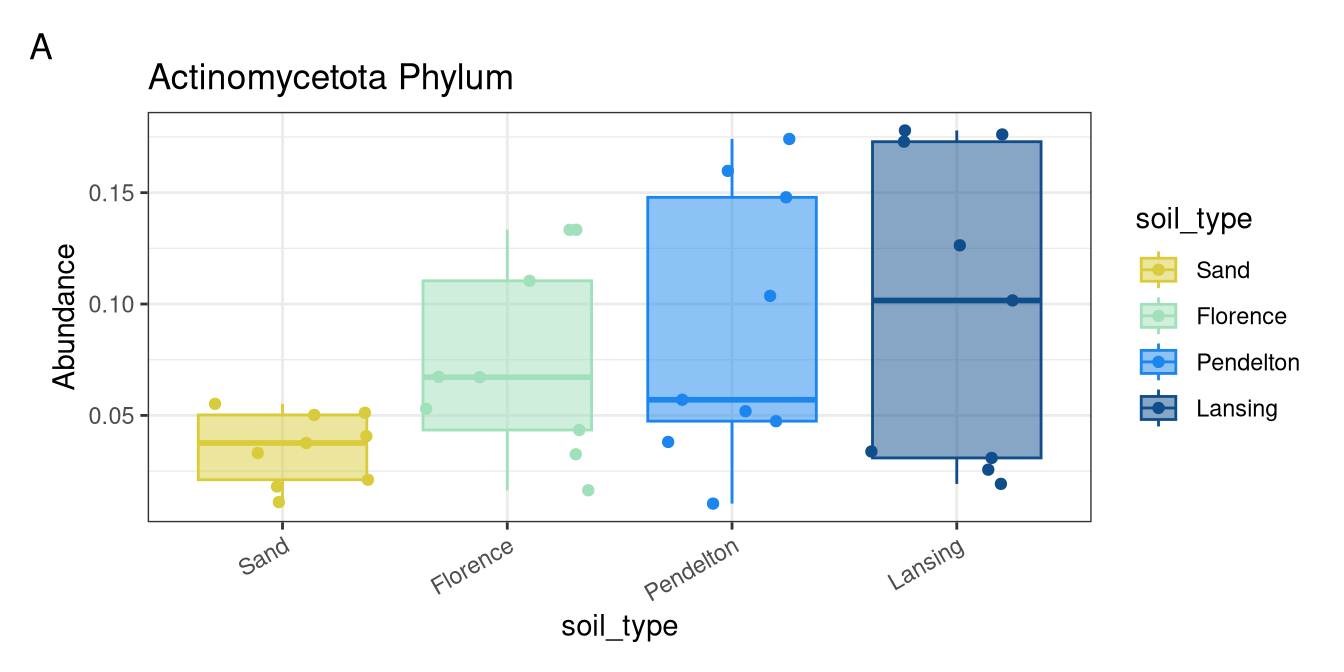 A
Actinomycetota Phylum
Abundance
0.15
0.10
0.05
Sand
Florence
Pendelton
Lansing
soil_type
soil_type
Sand
Florence
Pendelton
Lansing